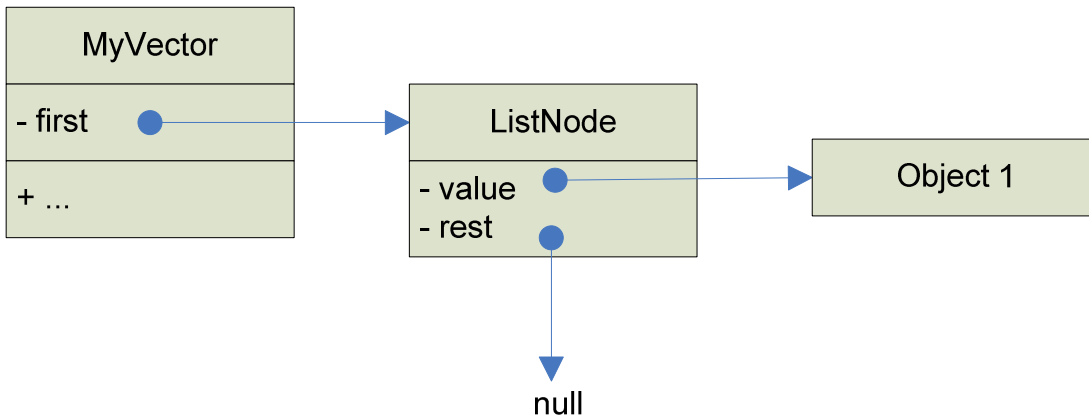 MyVector
- first
+ ...
ListNode
- value
- rest
Object 1
null